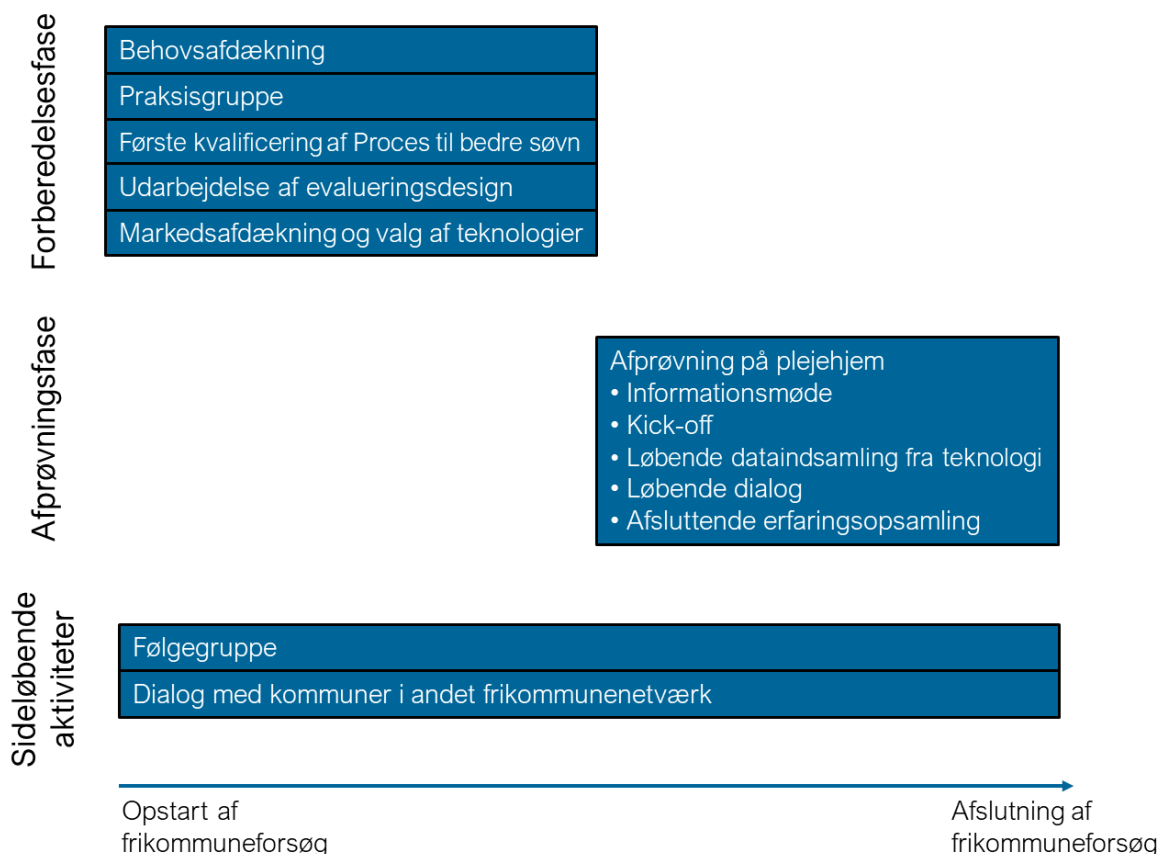 Forberedelsesfase
Behovsafdækning
Praksisgruppe
Første kvalificering af Proces til bedre søvn
Udarbejdelse af evalueringsdesign
Markedsafdækning og valg af teknologier
Afprøvningsfase
Afprøvning på plejehjem
• Informationsmøde
• Kick-off
• Løbende dataindsamling fra teknologi
• Løbende dialog
• Afsluttende erfaringsopsamling
Sideløbende
aktiviteter
Følgegruppe
Dialog med kommuner i andet frikommunenetværk
Opstart af
frikommuneforsøg
Afslutning af
frikommuneforsøg